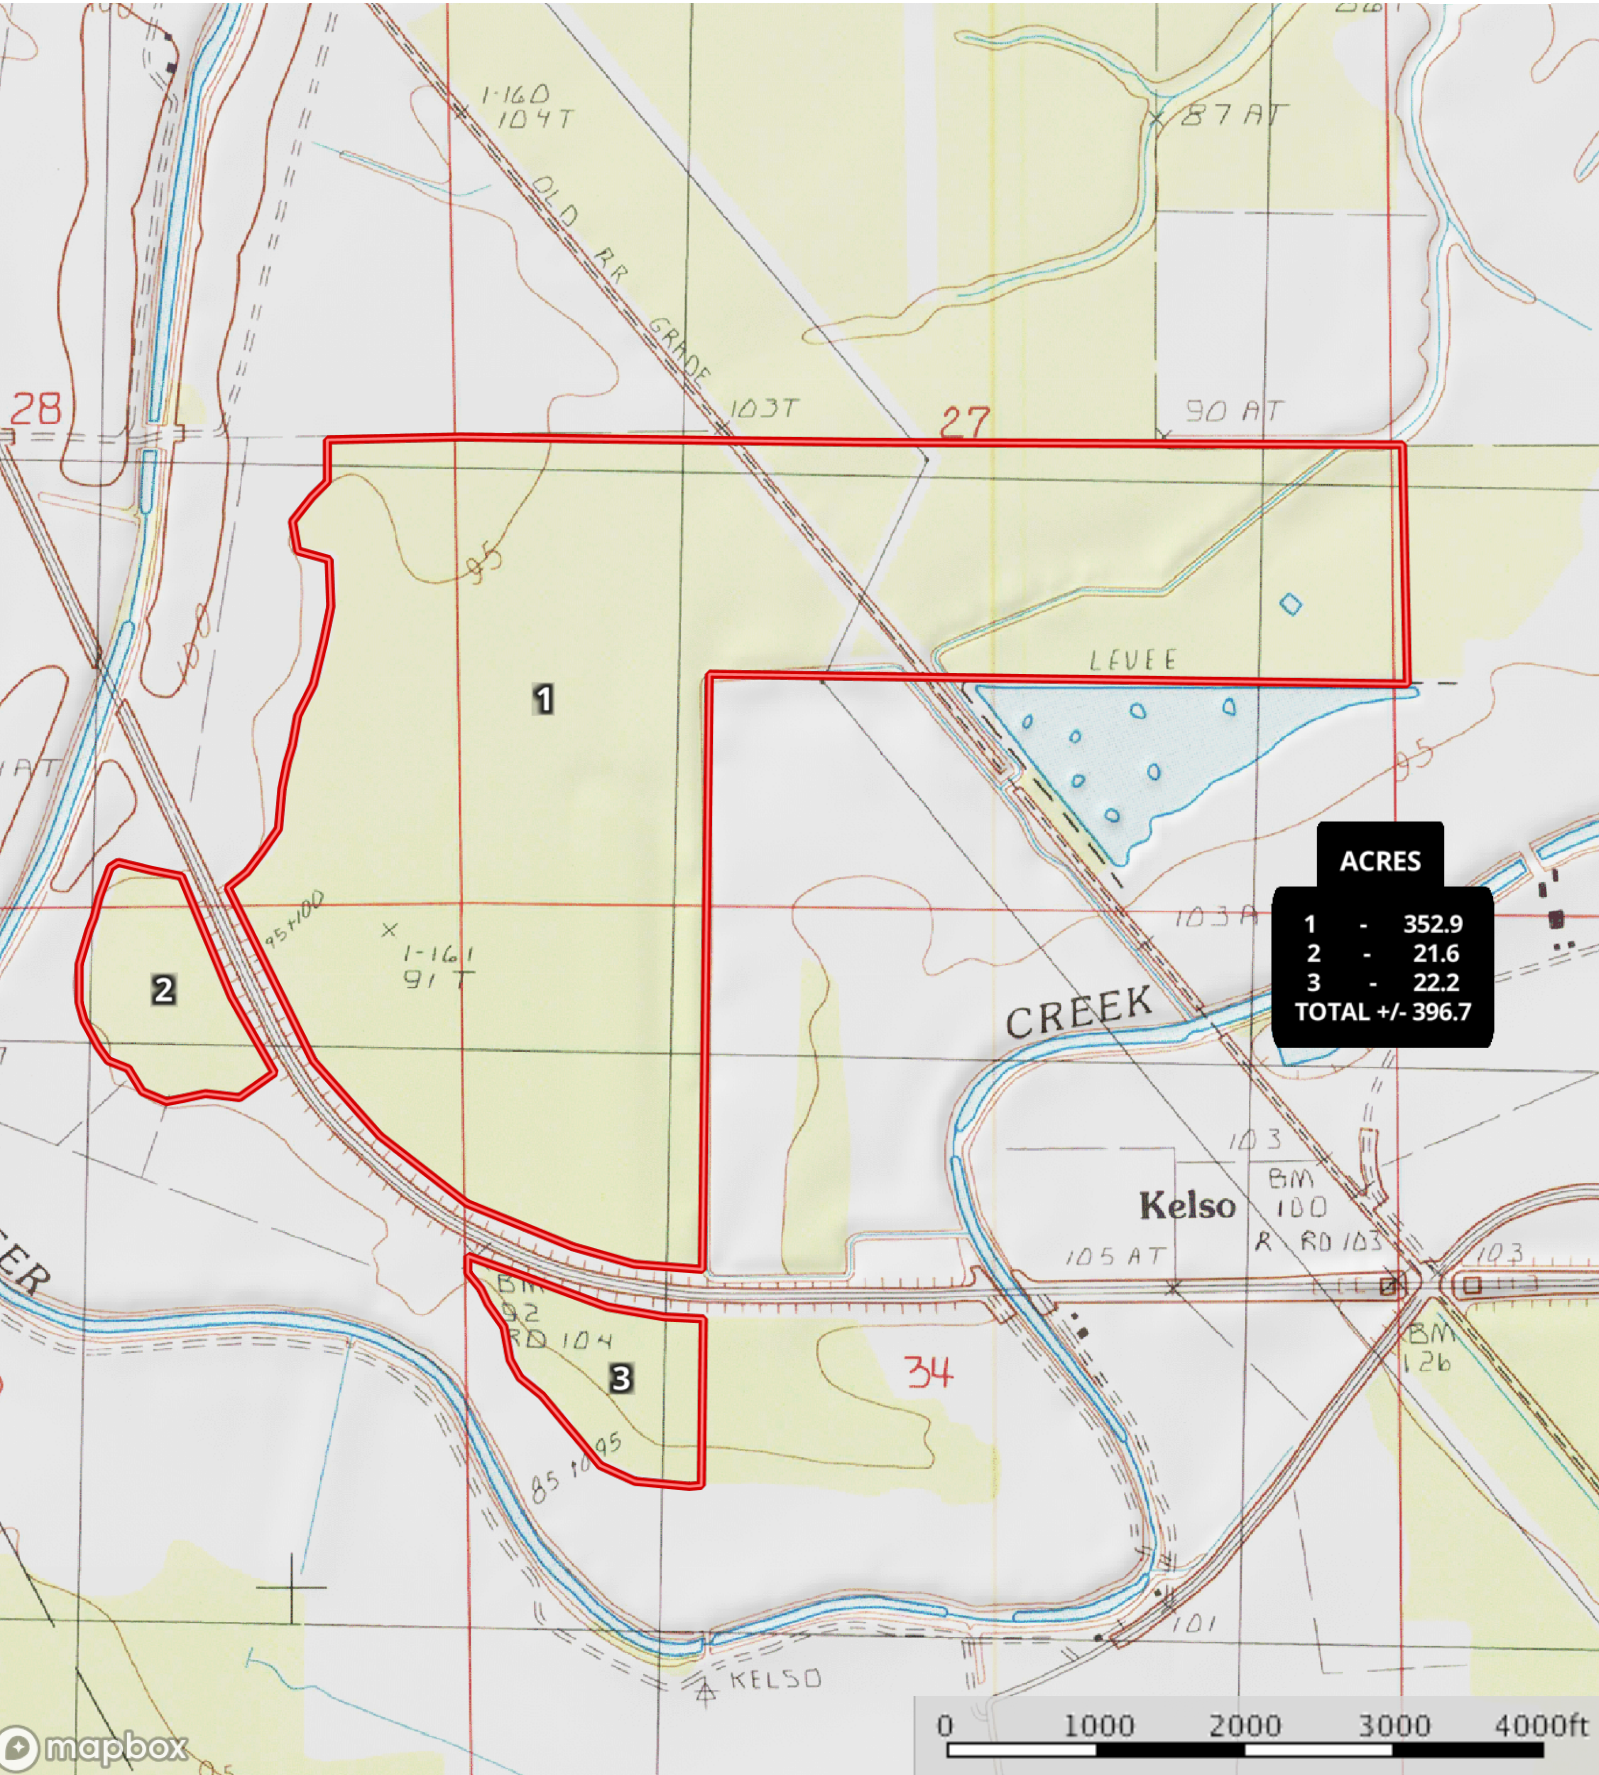 1-160
104T
87 AT
OLD RR GRADE
28
103T
27
90 AT
95
100
LEVEE
1
95
95+100
1-161
91 T
103A
2
ACRES
1 - 352.9
2 - 21.6
3 - 22.2
TOTAL +/- 396.7
CREEK
103
BM
100
Kelso
R RD 103
105 AT
103
BM
92
RD 104
BM
126
3
34
85 to 95
101
KELSO
0 1000 2000 3000 4000ft
mapbox